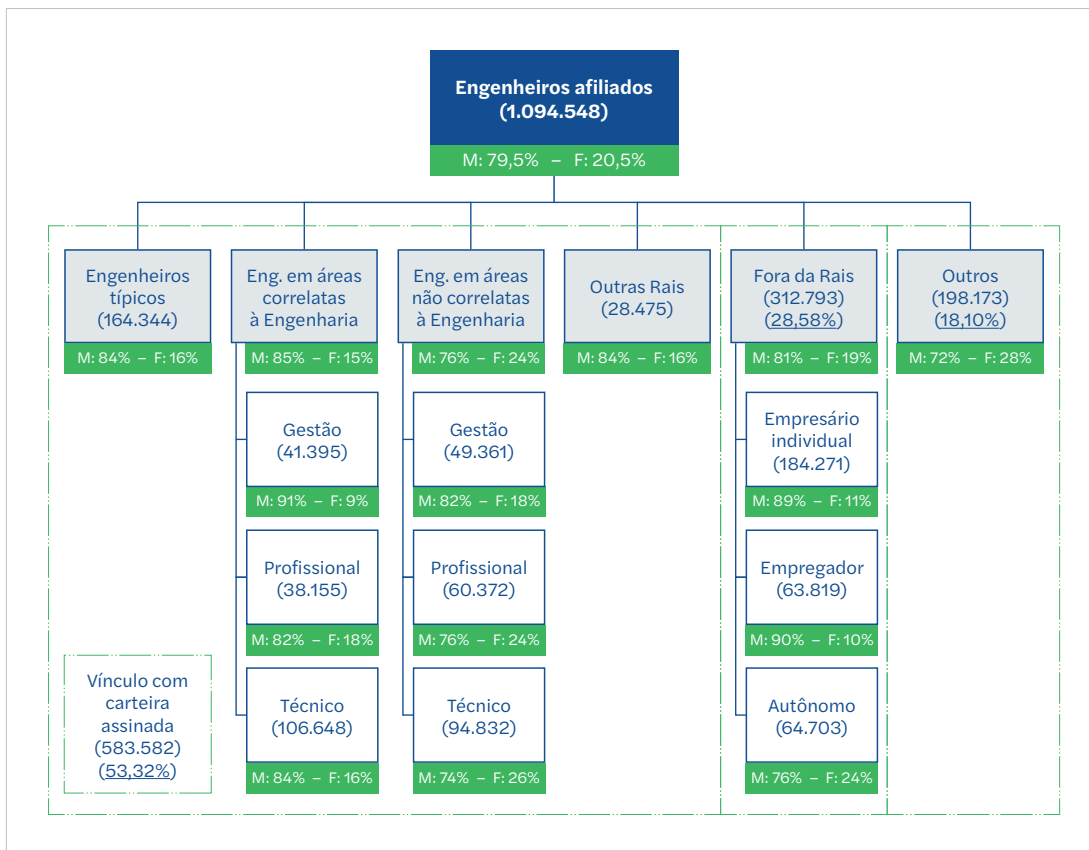 Engenheiros afiliados
(1.094.548)
M: 79,5% – F: 20,5%
Engenheiros
típicos
(164.344)
M: 84% – F: 16%
Eng. em áreas
correlatas
à Engenharia
M: 85% – F: 15%
Eng. em áreas
não correlatas
à Engenharia
M: 76% – F: 24%
Outras Rais
(28.475)
M: 84% – F: 16%
Fora da Rais
(312.793)
(28,58%)
M: 81% – F: 19%
Outros
(198.173)
(18,10%)
M: 72% – F: 28%
Gestão
(41.395)
M: 91% – F: 9%
Gestão
(49.361)
M: 82% – F: 18%
Empresário
individual
(184.271)
M: 89% – F: 11%
Profissional
(38.155)
M: 82% – F: 18%
Profissional
(60.372)
M: 76% – F: 24%
Empregador
(63.819)
M: 90% – F: 10%
Vínculo com
carteira
assinada
(583.582)
(53,32%)
Técnico
(106.648)
M: 84% – F: 16%
Técnico
(94.832)
M: 74% – F: 26%
Autônomo
(64.703)
M: 76% – F: 24%